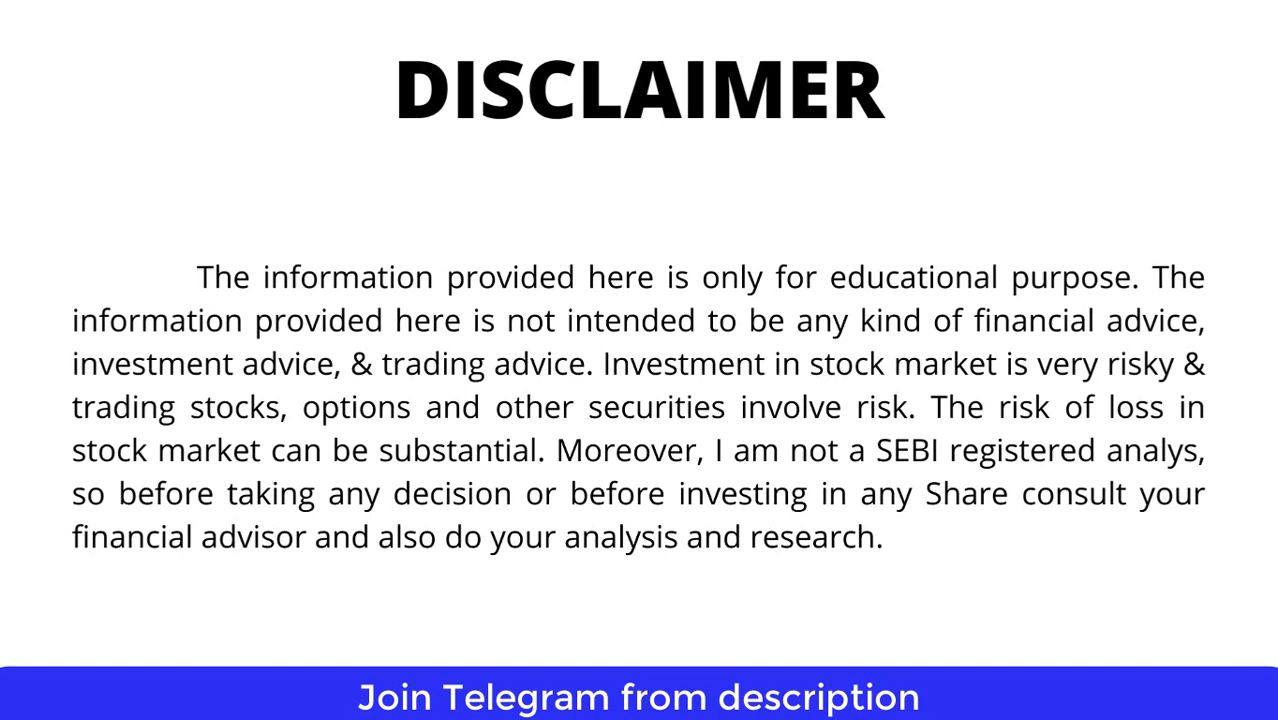 DISCLAIMER
The information provided here is only for educational purpose. The
information provided here is not intended to be any kind of financial advice,
investment advice, & trading advice. Investment in stock market is very risky &
trading stocks, options and other securities involve risk. The risk of loss in
stock market can be substantial. Moreover, I am not a SEBI registered analys,
so before taking any decision or before investing in any Share consult your
financial advisor and also do your analysis and research.
Join Telegram from description